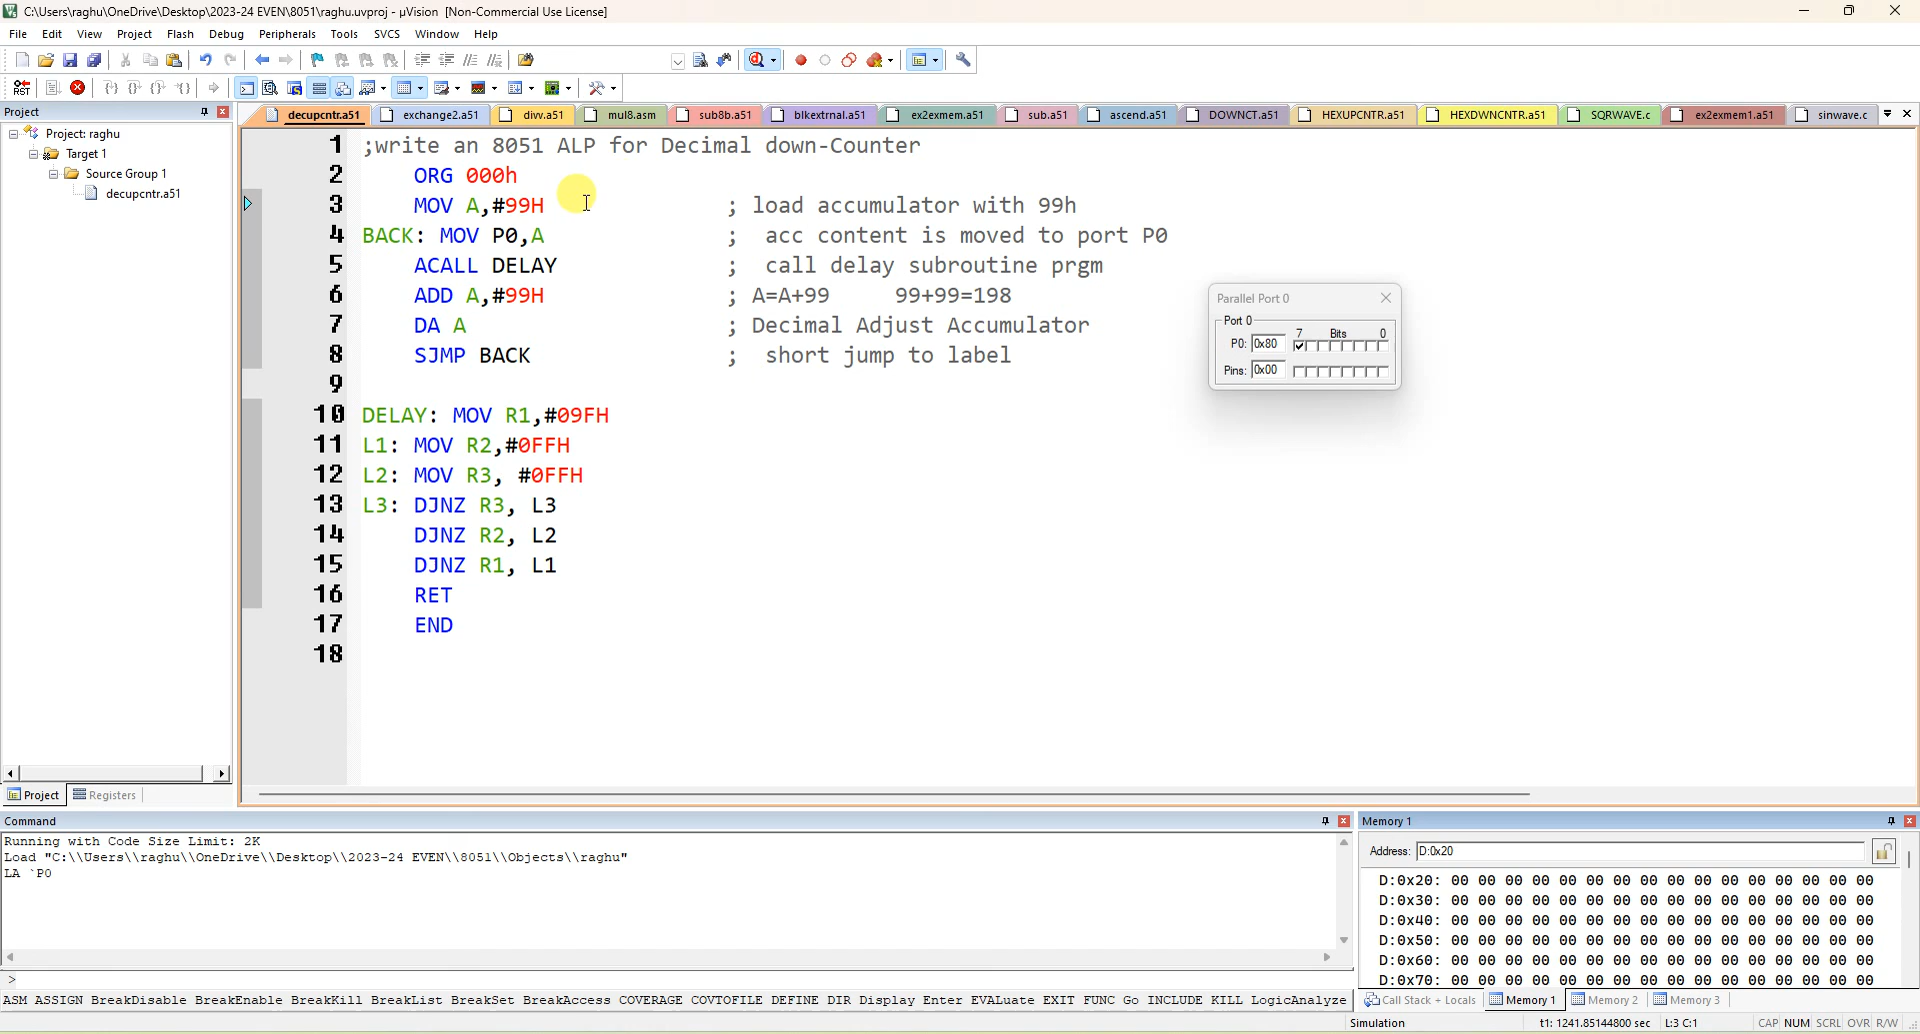 C:\Users\raghu\OneDrive\Desktop\2023-24 EVEN\8051\raghu.uvproj - µVision [Non-Commercial Use License]
File Edit View Project Flash Debug Peripherals Tools SVCS Window Help
RST
Project
decupcntr.a51 exchange2.a51 divv.a51 mul8.asm sub8b.a51 blkextrnal.a51 ex2exmem.a51 sub.a51 ascend.a51 DOWNCT.a51 HEXUPCNTR.a51 HEXDWNCNTR.a51 SQRWAVE.c ex2exmem1.a51 sinwave.c
Project: raghu
Target 1
Source Group 1
decupcntr.a51
1 ;write an 8051 ALP for Decimal down-Counter
2 ORG 000h
3 MOV A,#99H ; load accumulator with 99h
4 BACK: MOV P0,A ; acc content is moved to port P0
5 ACALL DELAY ; call delay subroutine prgm
6 ADD A,#99H ; A=A+99 99+99=198
7 DA A ; Decimal Adjust Accumulator
8 SJMP BACK ; short jump to label
9
10 DELAY: MOV R1,#09FH
11 L1: MOV R2,#0FFH
12 L2: MOV R3, #0FFH
13 L3: DJNZ R3, L3
14 DJNZ R2, L2
15 DJNZ R1, L1
16 RET
17 END
18
Parallel Port 0
Port 0
7 Bits 0
P0: 0x80
Pins: 0x00
Project Registers
Command
Running with Code Size Limit: 2K
Load "C:\\Users\\raghu\\OneDrive\\Desktop\\2023-24 EVEN\\8051\\Objects\\raghu"
LA `P0
>
ASM ASSIGN BreakDisable BreakEnable BreakKill BreakList BreakSet BreakAccess COVERAGE COVTOFILE DEFINE DIR Display Enter EVALuate EXIT FUNC Go INCLUDE KILL LogicAnalyze
Memory 1
Address: D:0x20
D:0x20: 00 00 00 00 00 00 00 00 00 00 00 00 00 00 00 00
D:0x30: 00 00 00 00 00 00 00 00 00 00 00 00 00 00 00 00
D:0x40: 00 00 00 00 00 00 00 00 00 00 00 00 00 00 00 00
D:0x50: 00 00 00 00 00 00 00 00 00 00 00 00 00 00 00 00
D:0x60: 00 00 00 00 00 00 00 00 00 00 00 00 00 00 00 00
D:0x70: 00 00 00 00 00 00 00 00 00 00 00 00 00 00 00 00
Call Stack + Locals Memory 1 Memory 2 Memory 3
Simulation t1: 1241.85144800 sec L:3 C:1 CAP NUM SCRL OVR R/W